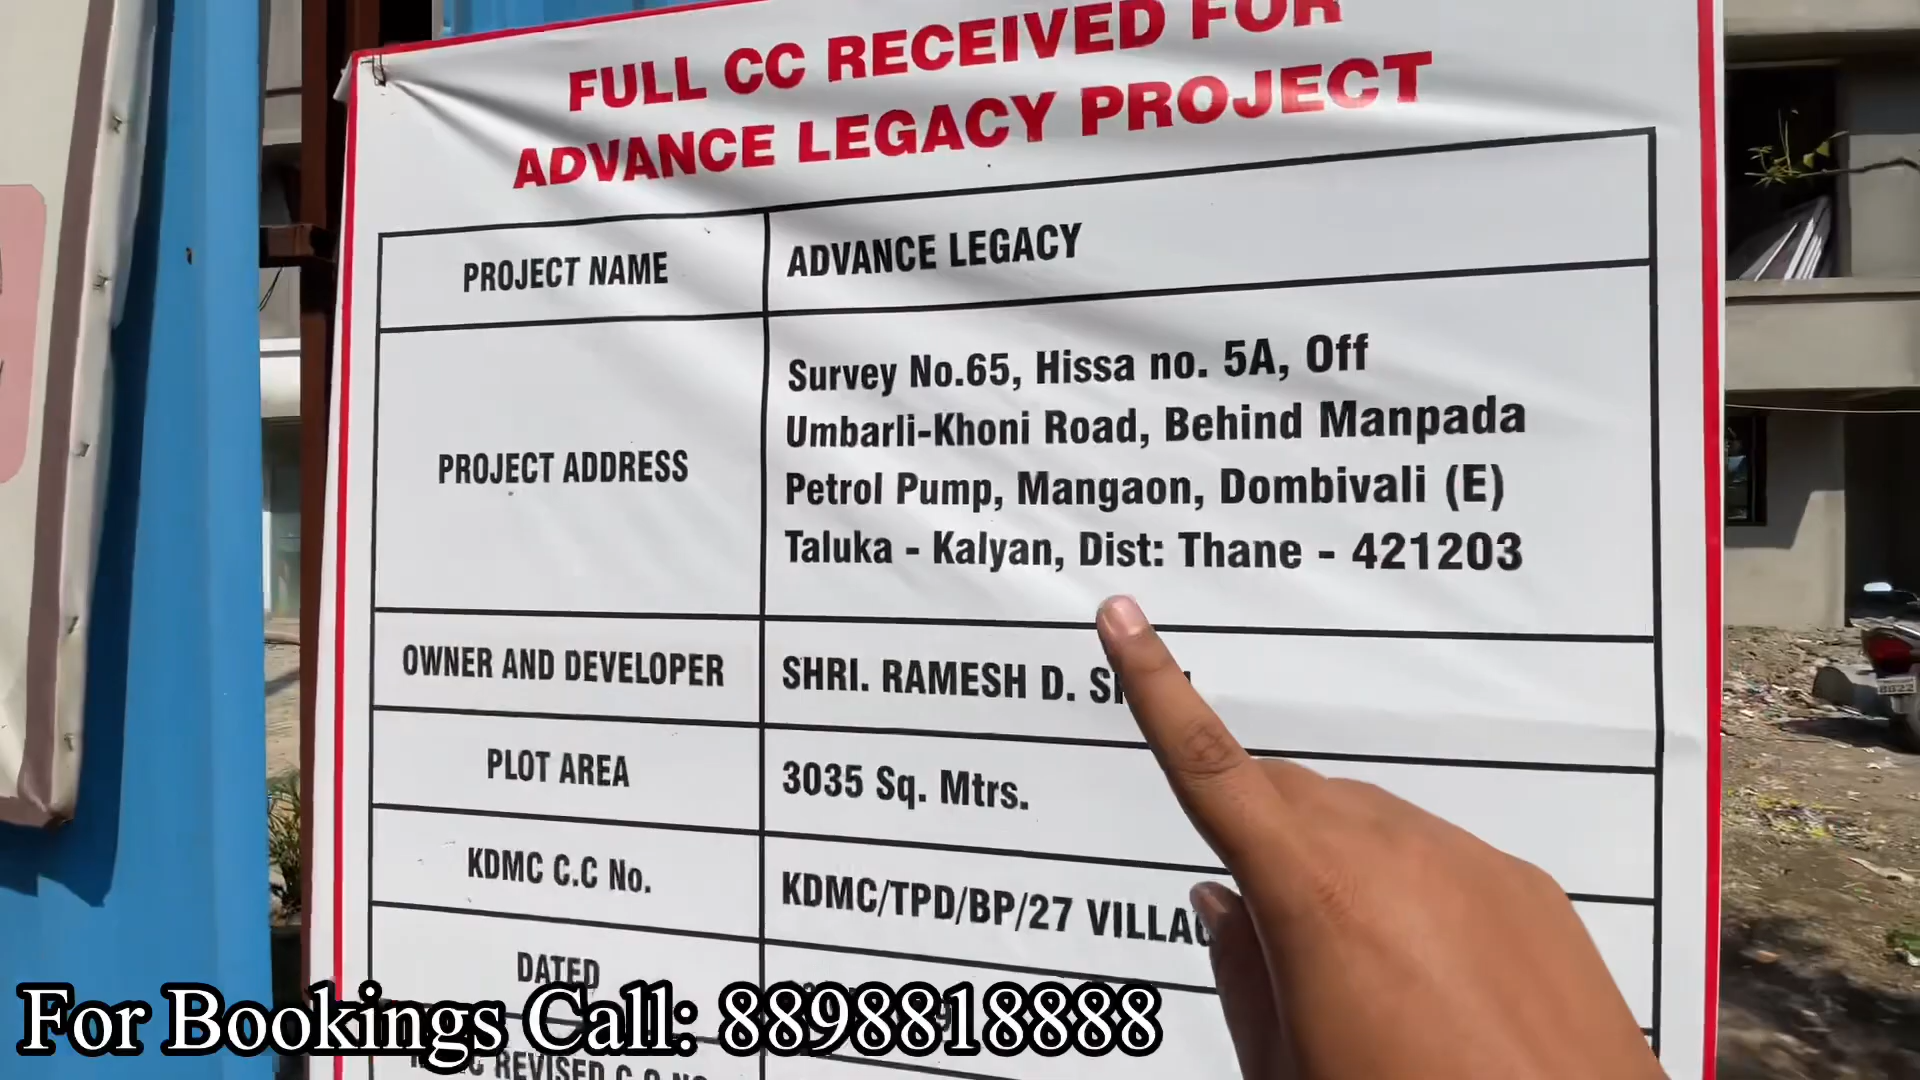 FULL CC RECEIVED FOR
ADVANCE LEGACY PROJECT
PROJECT NAME
ADVANCE LEGACY
PROJECT ADDRESS
Survey No.65, Hissa no. 5A, Off
Umbarli-Khoni Road, Behind Manpada
Petrol Pump, Mangaon, Dombivali (E)
Taluka - Kalyan, Dist: Thane - 421203
OWNER AND DEVELOPER
SHRI. RAMESH D.
PLOT AREA
3035 Sq. Mtrs.
KDMC C.C No.
KDMC/TPD/BP/27
DATED
REVISED
For Bookings Call: 8898818888